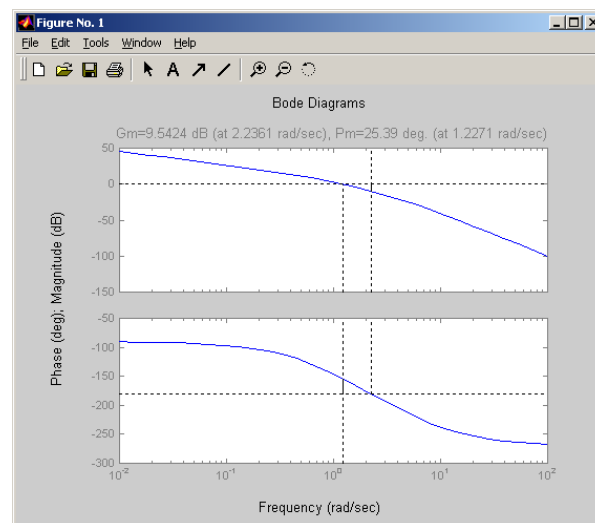 Figure No. 1
File Edit Tools Window Help
A
Bode Diagrams
Gm=9.5424 dB (at 2.2361 rad/sec), Pm=25.39 deg. (at 1.2271 rad/sec)
50
0
-50
-100
-150
Phase (deg); Magnitude (dB)
-50
-100
-150
-200
-250
-300
10⁻² 10⁻¹ 10⁰ 10¹ 10²
Frequency (rad/sec)